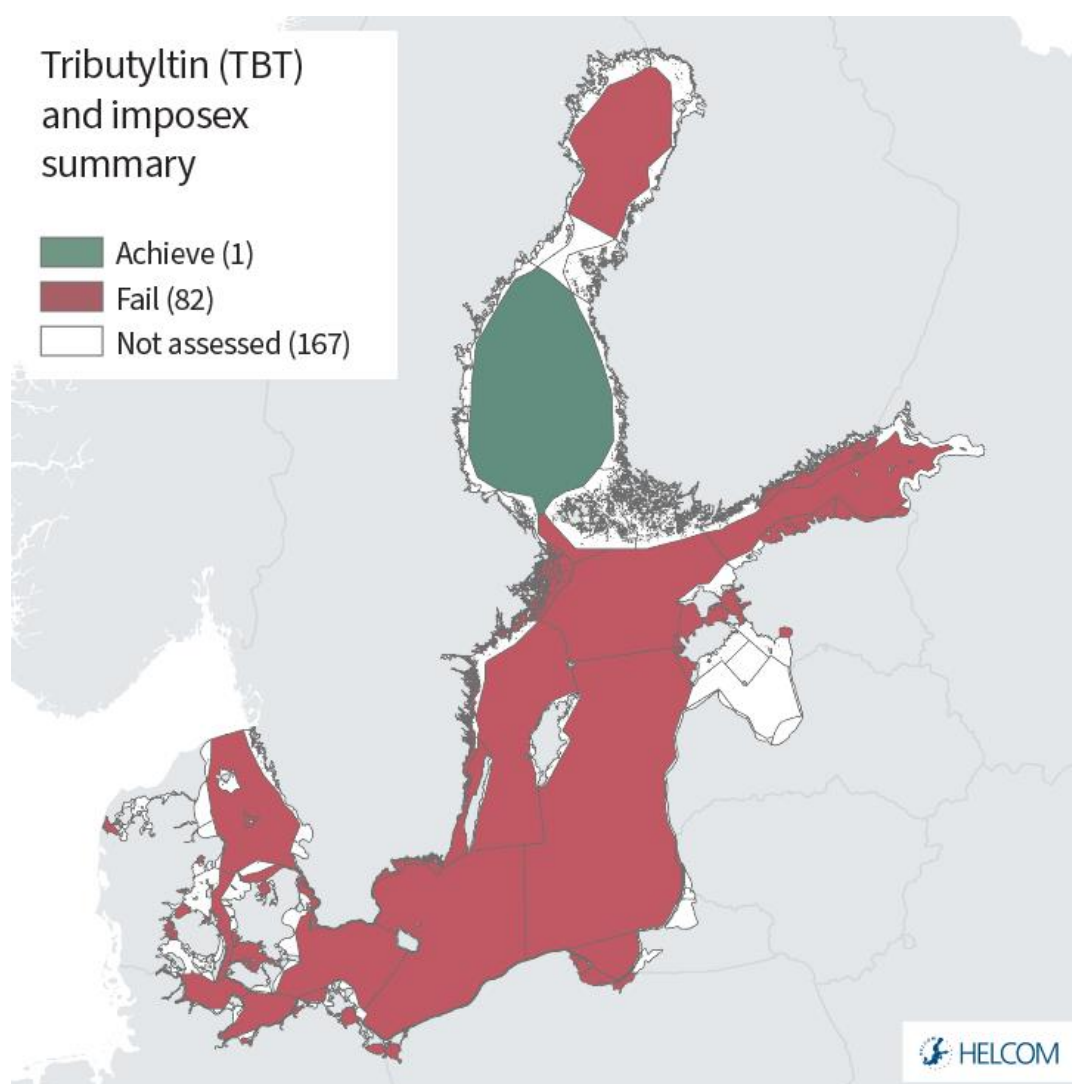 Tributyltin (TBT)
and imposex
summary
Achieve (1)
Fail (82)
Not assessed (167)
HELCOM